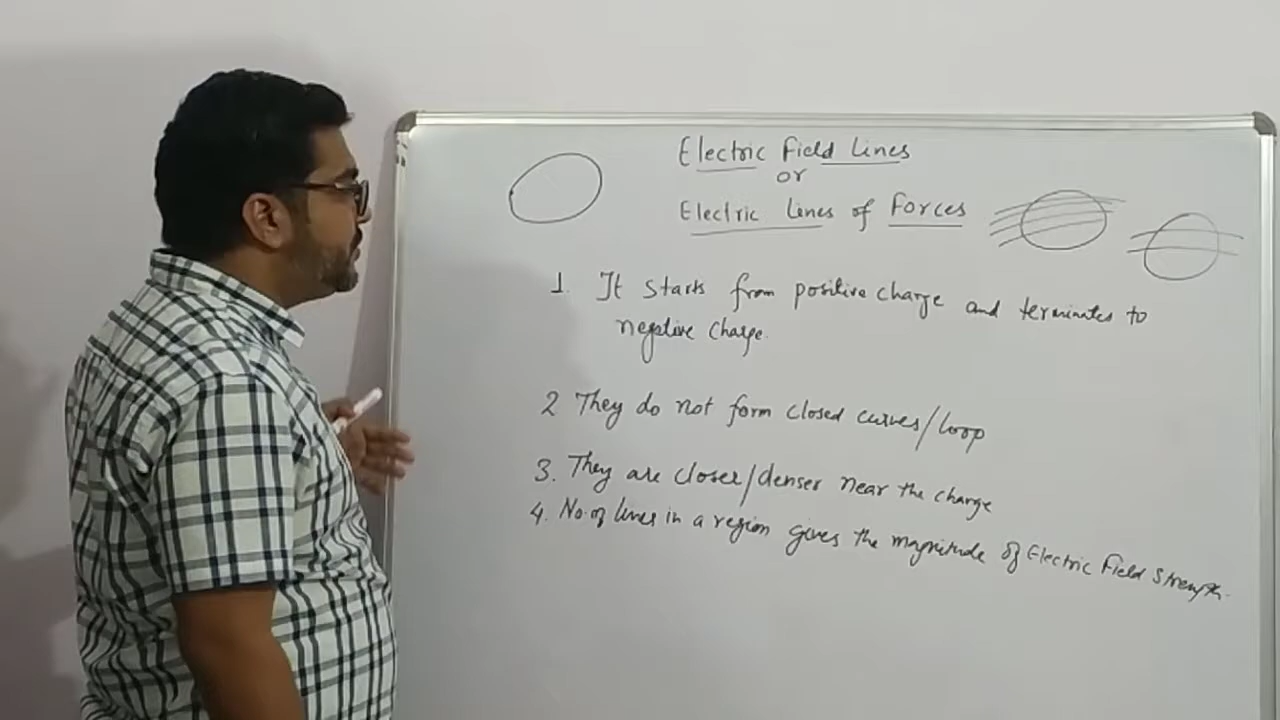 Electric Field Lines
or
Electric Lines of Forces
1. It starts from positive charge and terminates to
negative charge.
2 They do not form closed curves/loop
3. They are closer/denser near the charge
4. No. of lines in a region gives the magnitude of Electric Field Strength.